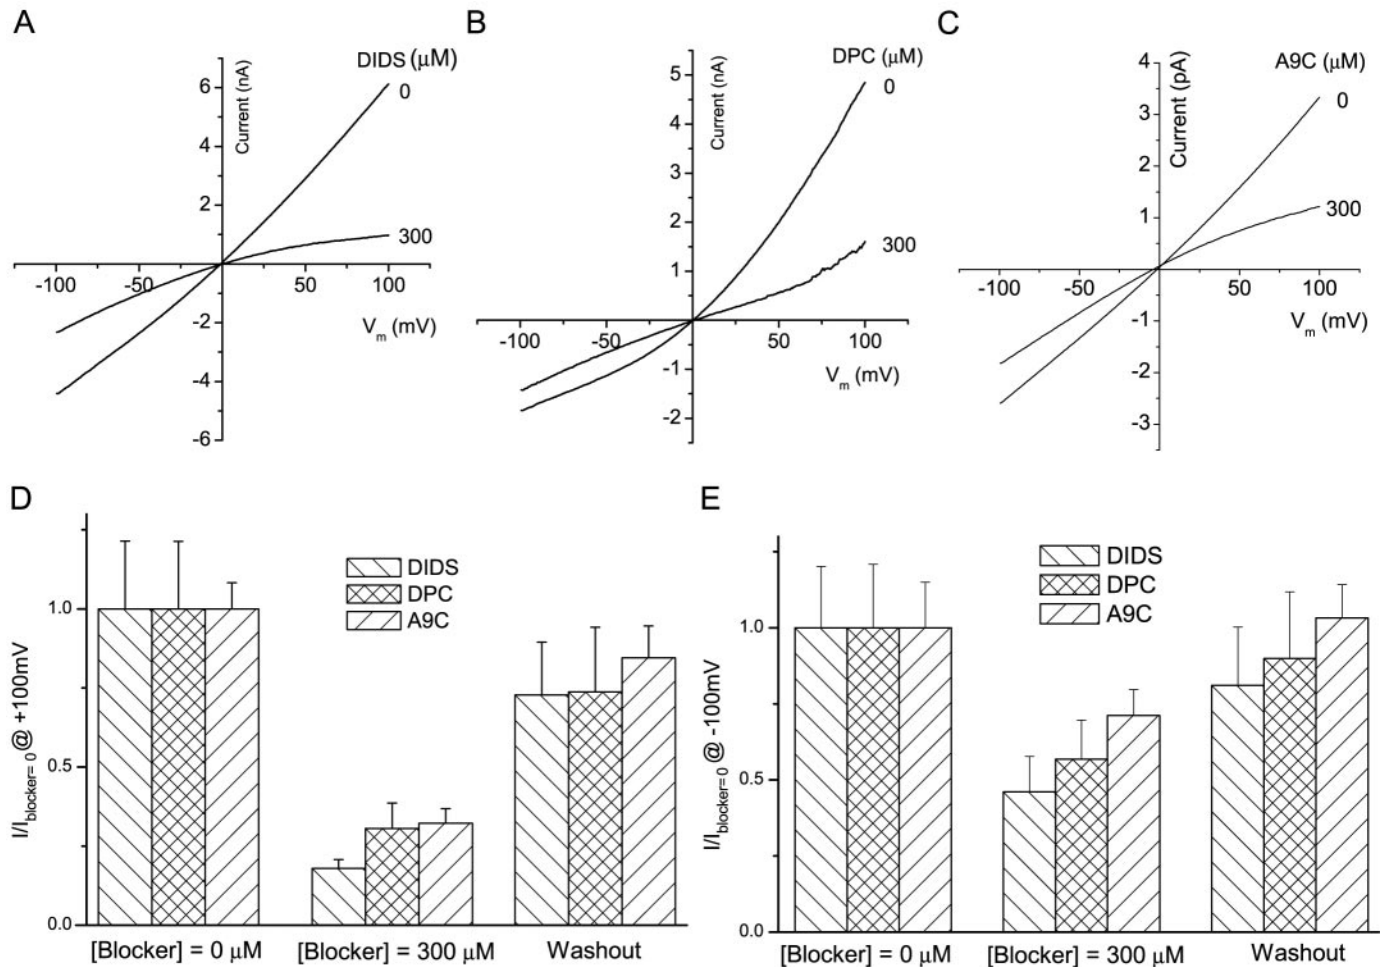 A
DIDS (μM)
Current (nA)
0
300
6
4
2
-2
-4
-6
-100
-50
50
100
V_m (mV)
B
DPC (μM)
Current (nA)
0
300
5
4
3
2
1
-1
-2
-100
-50
50
100
V_m (mV)
C
A9C (μM)
Current (pA)
0
300
4
3
2
1
-1
-2
-3
-100
-50
50
100
V_m (mV)
D
I/I_blocker=0 @ +100mV
1.0
0.5
0.0
DIDS
DPC
A9C
[Blocker] = 0 μM
[Blocker] = 300 μM
Washout
E
I/I_blocker=0 @ -100mV
1.0
0.5
0.0
DIDS
DPC
A9C
[Blocker] = 0 μM
[Blocker] = 300 μM
Washout